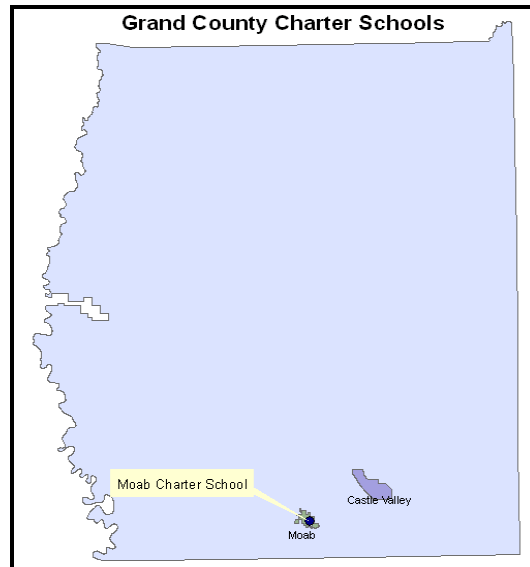 Grand County Charter Schools
Moab Charter School
Castle Valley
Moab